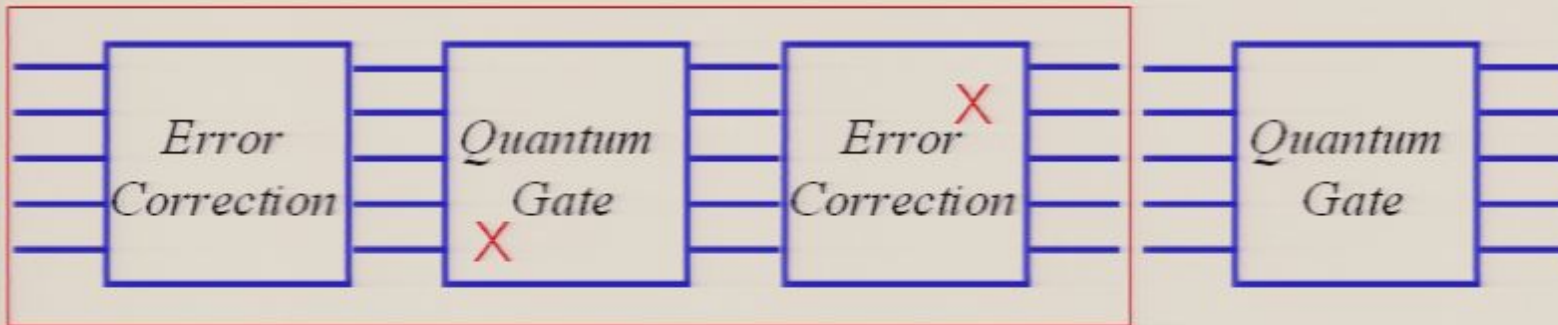 Error
Correction
Quantum
Gate
X
Error
Correction
X
Quantum
Gate